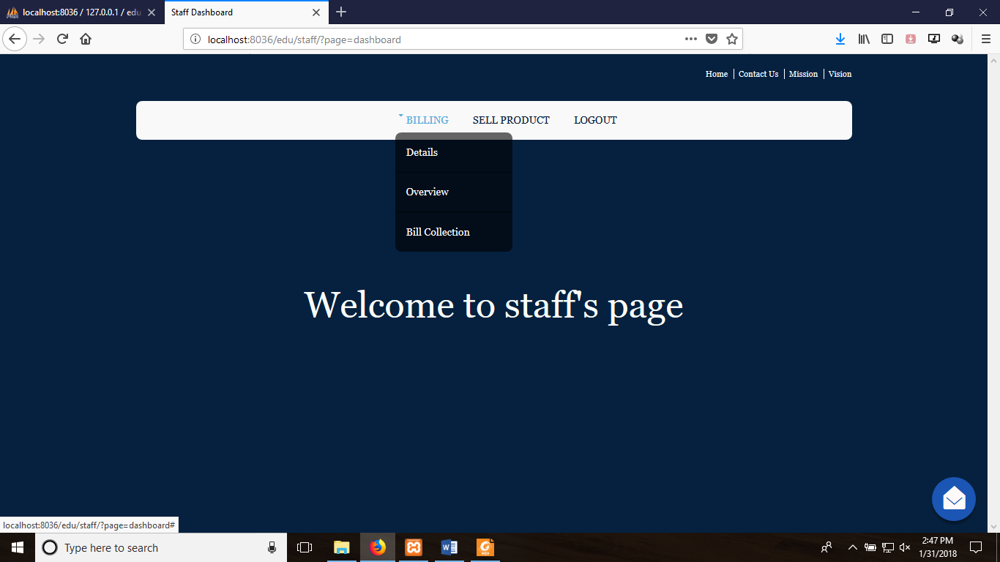 localhost:8036 / 127.0.0.1 / edu
Staff Dashboard
localhost:8036/edu/staff/?page=dashboard
Home
Contact Us
Mission
Vision
BILLING
SELL PRODUCT
LOGOUT
Details
Overview
Bill Collection
Welcome to staff's page
localhost:8036/edu/staff/?page=dashboard#
Type here to search
PDF
2:47 PM
1/31/2018